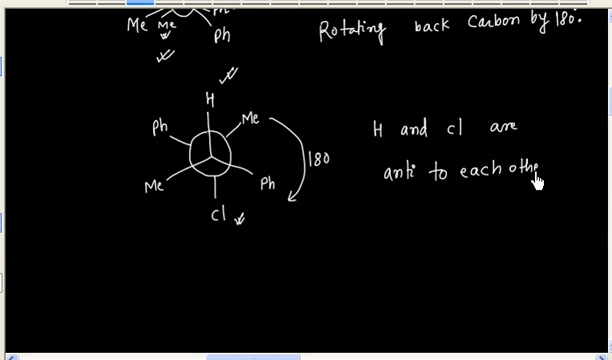 Ph
Me Me
Ph
Rotating back Carbon by 180°.
H
Ph Me
180
Me Ph
Cl
H and Cl are
anti to each othe